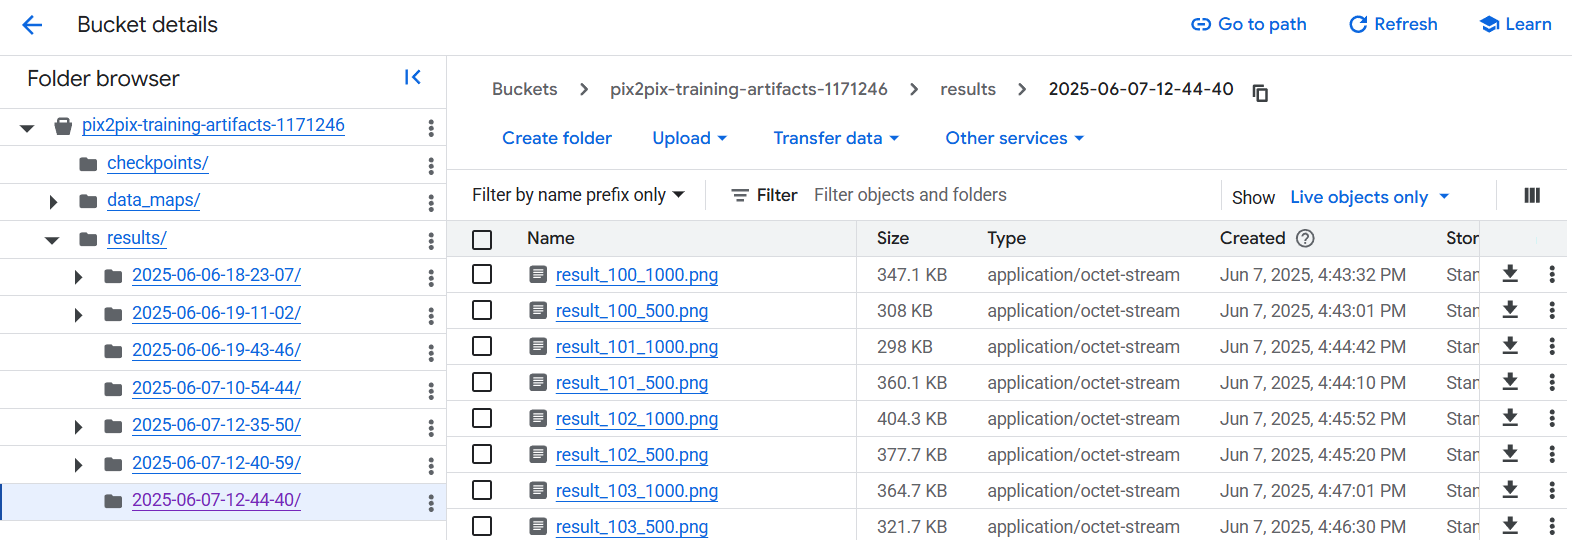 Bucket details
Go to path
Refresh
Learn
Folder browser
pix2pix-training-artifacts-1171246
checkpoints/
data_maps/
results/
2025-06-06-18-23-07/
2025-06-06-19-11-02/
2025-06-06-19-43-46/
2025-06-07-10-54-44/
2025-06-07-12-35-50/
2025-06-07-12-40-59/
2025-06-07-12-44-40/
Buckets > pix2pix-training-artifacts-1171246 > results > 2025-06-07-12-44-40
Create folder Upload Transfer data Other services
Filter by name prefix only Filter Filter objects and folders Show Live objects only
Name Size Type Created Stor
result_100_1000.png 347.1 KB application/octet-stream Jun 7, 2025, 4:43:32 PM Stan
result_100_500.png 308 KB application/octet-stream Jun 7, 2025, 4:43:01 PM Stan
result_101_1000.png 298 KB application/octet-stream Jun 7, 2025, 4:44:42 PM Stan
result_101_500.png 360.1 KB application/octet-stream Jun 7, 2025, 4:44:10 PM Stan
result_102_1000.png 404.3 KB application/octet-stream Jun 7, 2025, 4:45:52 PM Stan
result_102_500.png 377.7 KB application/octet-stream Jun 7, 2025, 4:45:20 PM Stan
result_103_1000.png 364.7 KB application/octet-stream Jun 7, 2025, 4:47:01 PM Stan
result_103_500.png 321.7 KB application/octet-stream Jun 7, 2025, 4:46:30 PM Stan